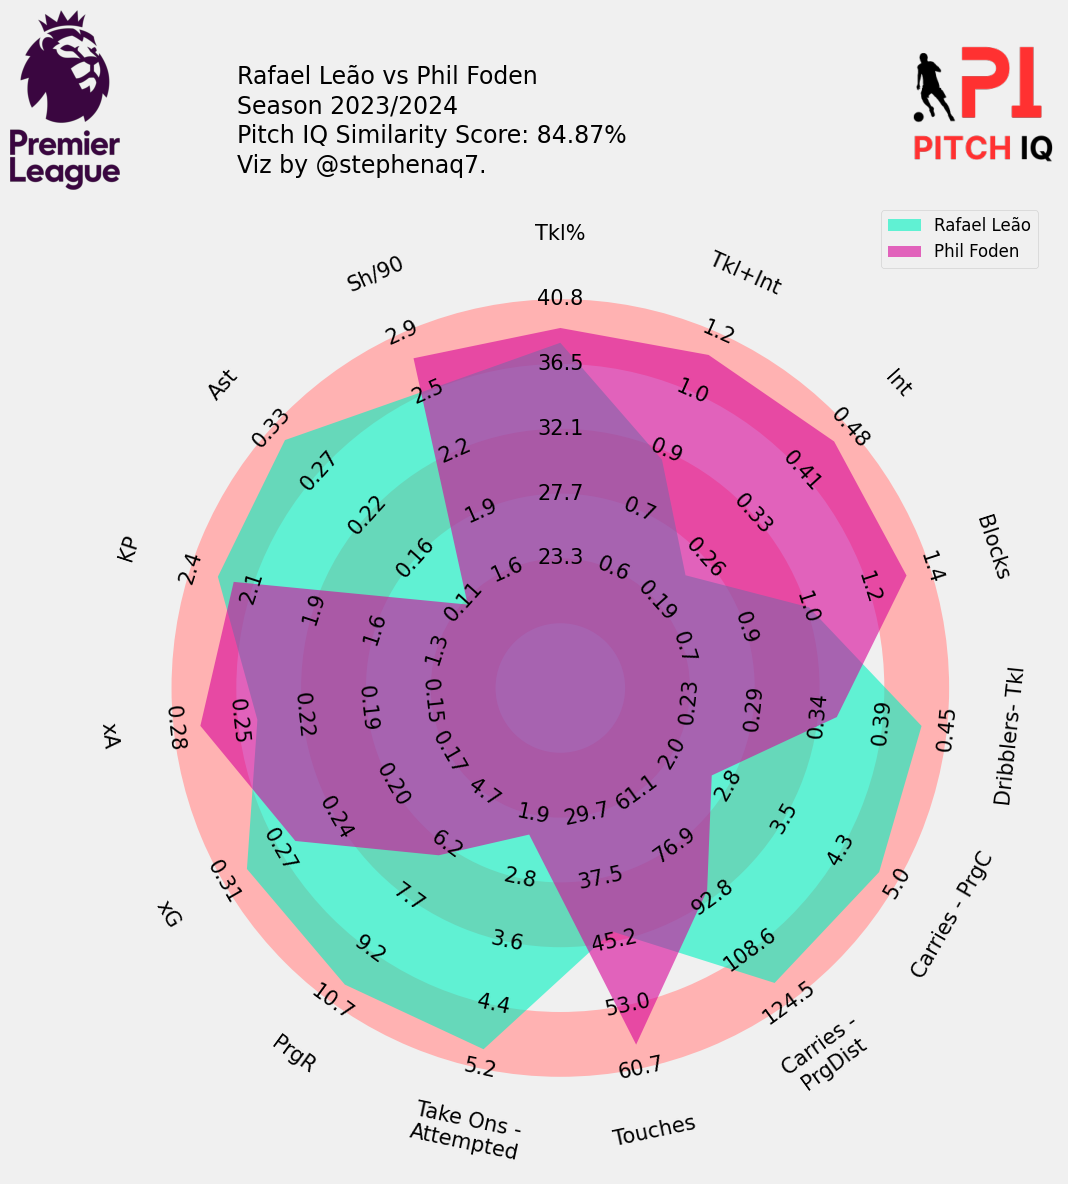 Premier
League
Rafael Leão vs Phil Foden
Season 2023/2024
Pitch IQ Similarity Score: 84.87%
Viz by @stephenaq7.
PI
PITCH IQ
Rafael Leão
Phil Foden
Tkl%
40.8
36.5
32.1
27.7
23.3
Tkl+Int
1.2
1.0
0.9
0.7
0.6
Int
0.48
0.41
0.33
0.26
0.19
Blocks
1.4
1.2
1.0
0.9
0.7
Dribblers- Tkl
0.45
0.39
0.34
0.29
0.23
Carries - PrgC
5.0
4.3
3.5
2.8
2.0
Carries -
PrgDist
124.5
108.6
92.8
76.9
61.1
Touches
60.7
53.0
45.2
37.5
29.7
Take Ons -
Attempted
5.2
4.4
3.6
2.8
1.9
PrgR
10.7
9.2
7.7
6.2
4.7
xG
0.31
0.27
0.24
0.20
0.17
xA
0.28
0.25
0.22
0.19
0.15
KP
2.4
2.1
1.9
1.6
1.3
Ast
0.33
0.27
0.22
0.16
0.11
Sh/90
2.9
2.5
2.2
1.9
1.6